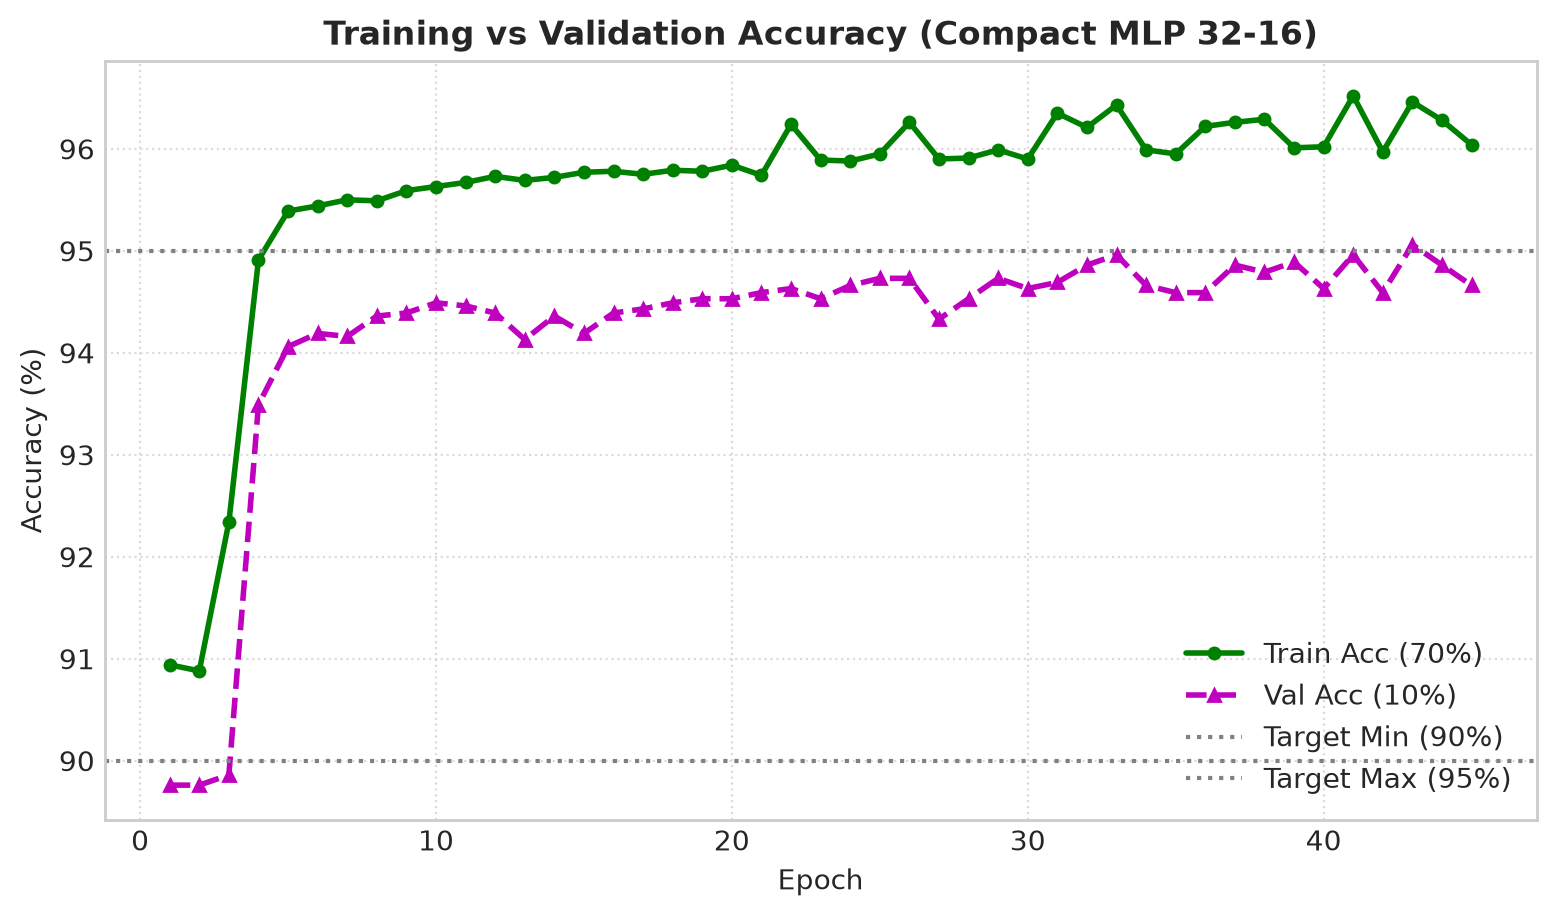 Training vs Validation Accuracy (Compact MLP 32-16)
Accuracy (%)
96
95
94
93
92
91
90
0 10 20 30 40
Epoch
Train Acc (70%)
Val Acc (10%)
Target Min (90%)
Target Max (95%)